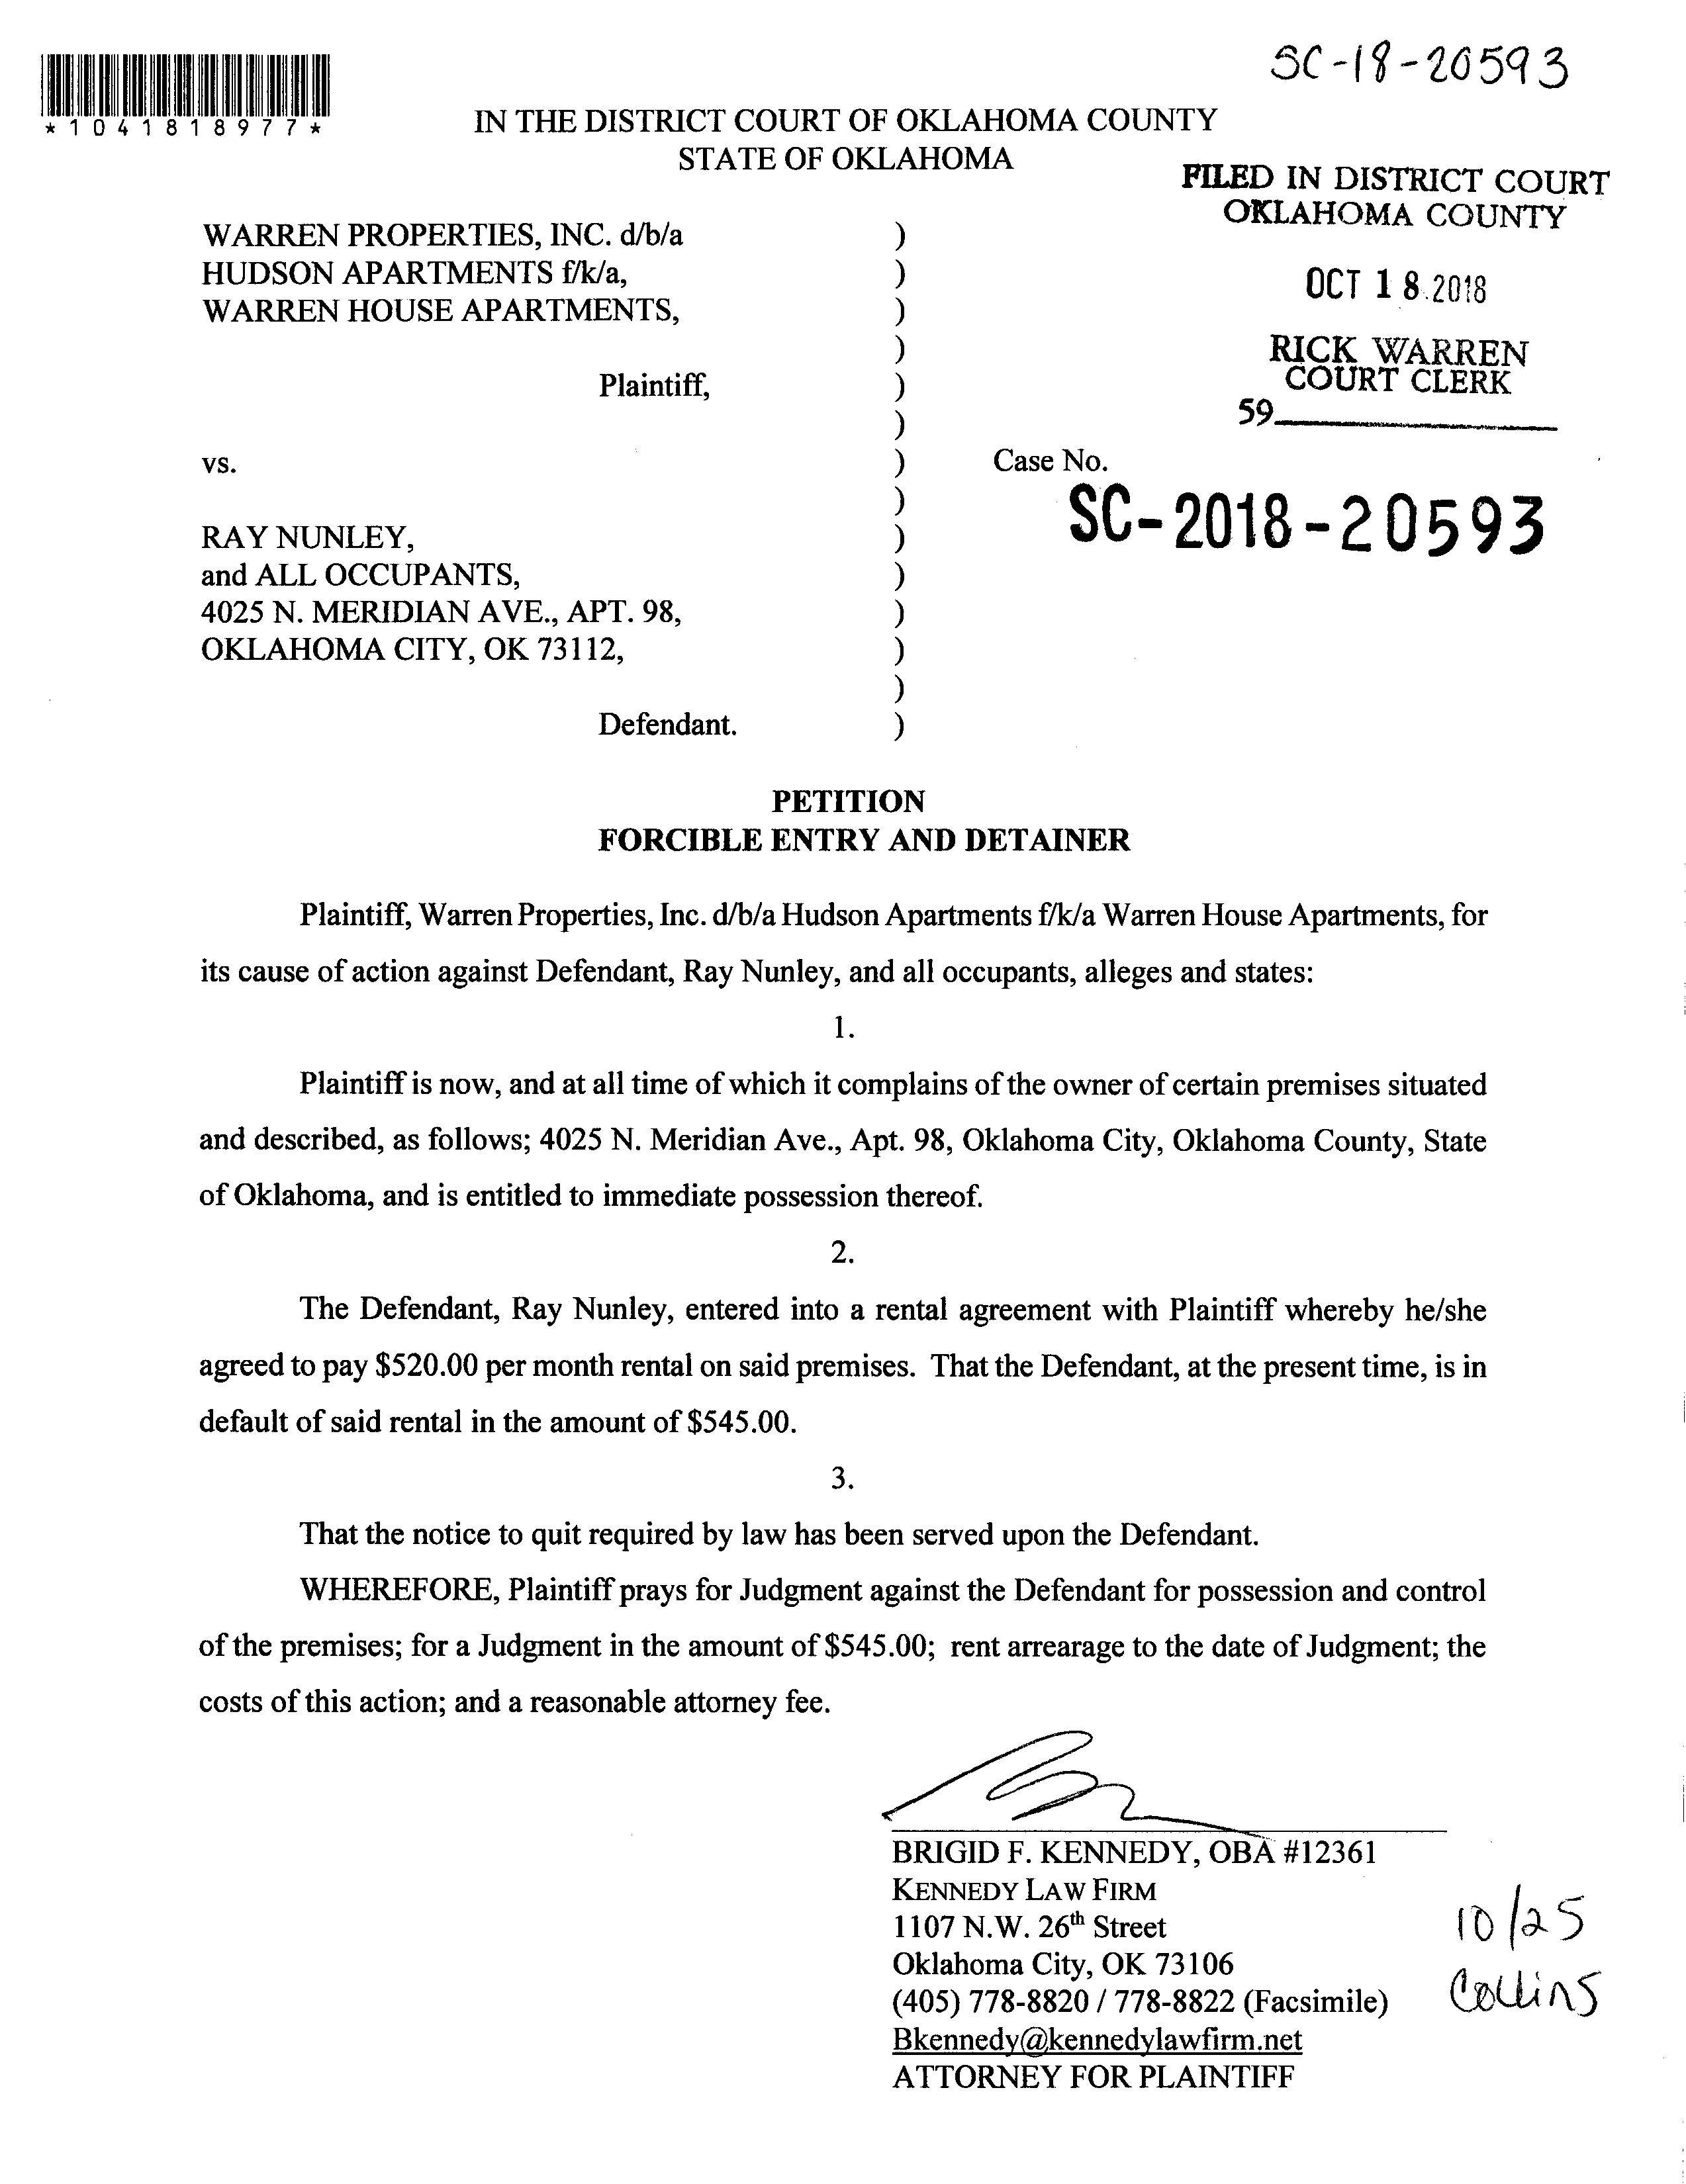 SC-18-20593
*1041818977*
IN THE DISTRICT COURT OF OKLAHOMA COUNTY
STATE OF OKLAHOMA
FILED IN DISTRICT COURT
OKLAHOMA COUNTY
OCT 18 2018
RICK WARREN
COURT CLERK
59
WARREN PROPERTIES, INC. d/b/a )
HUDSON APARTMENTS f/k/a, )
WARREN HOUSE APARTMENTS, )
)
Plaintiff, )
)
vs. ) Case No.
) SC-2018-20593
RAY NUNLEY, )
and ALL OCCUPANTS, )
4025 N. MERIDIAN AVE., APT. 98, )
OKLAHOMA CITY, OK 73112, )
)
Defendant. )
PETITION
FORCIBLE ENTRY AND DETAINER
Plaintiff, Warren Properties, Inc. d/b/a Hudson Apartments f/k/a Warren House Apartments, for
its cause of action against Defendant, Ray Nunley, and all occupants, alleges and states:
1.
Plaintiff is now, and at all time of which it complains of the owner of certain premises situated
and described, as follows; 4025 N. Meridian Ave., Apt. 98, Oklahoma City, Oklahoma County, State
of Oklahoma, and is entitled to immediate possession thereof.
2.
The Defendant, Ray Nunley, entered into a rental agreement with Plaintiff whereby he/she
agreed to pay $520.00 per month rental on said premises. That the Defendant, at the present time, is in
default of said rental in the amount of $545.00.
3.
That the notice to quit required by law has been served upon the Defendant.
WHEREFORE, Plaintiff prays for Judgment against the Defendant for possession and control
of the premises; for a Judgment in the amount of $545.00; rent arrearage to the date of Judgment; the
costs of this action; and a reasonable attorney fee.
BRIGID F. KENNEDY, OBA #12361
KENNEDY LAW FIRM
1107 N.W. 26th Street
Oklahoma City, OK 73106
(405) 778-8820 / 778-8822 (Facsimile)
Bkennedy@kennedylawfirm.net
ATTORNEY FOR PLAINTIFF
10/25
Collins